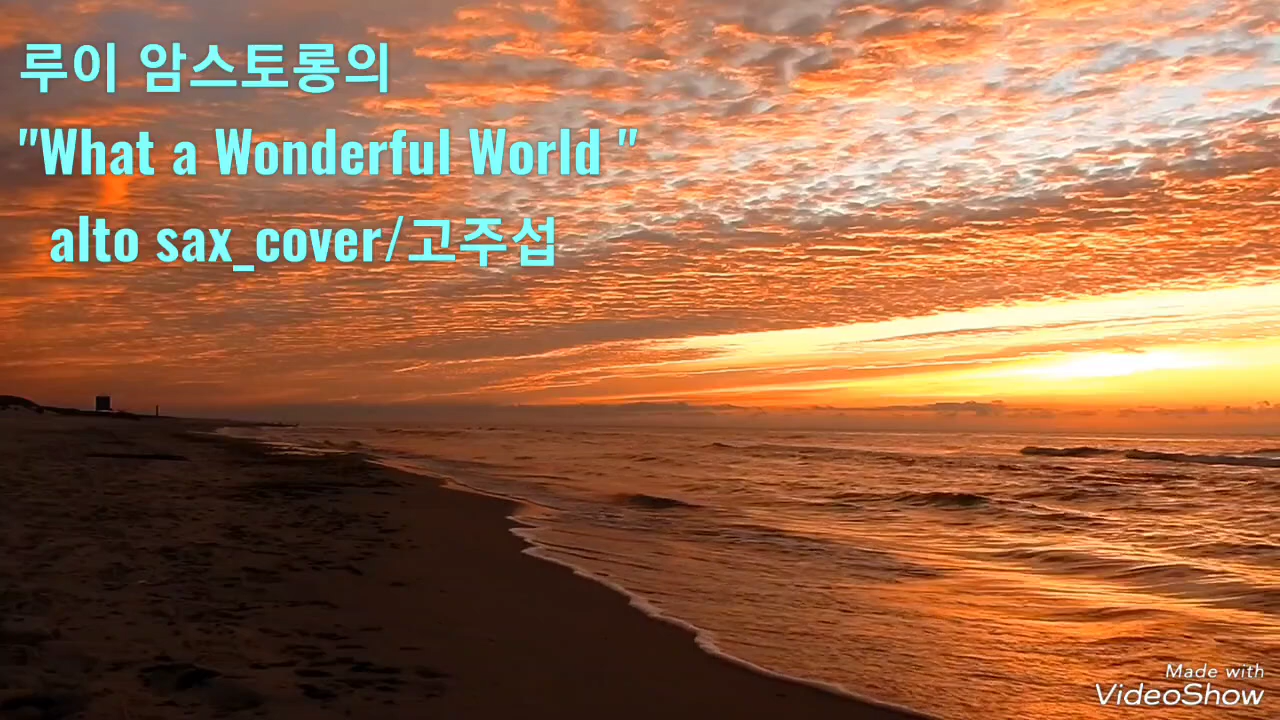 루이 암스토롱의
"What a Wonderful World "
alto sax_cover/고주섭
Made with
VideoShow